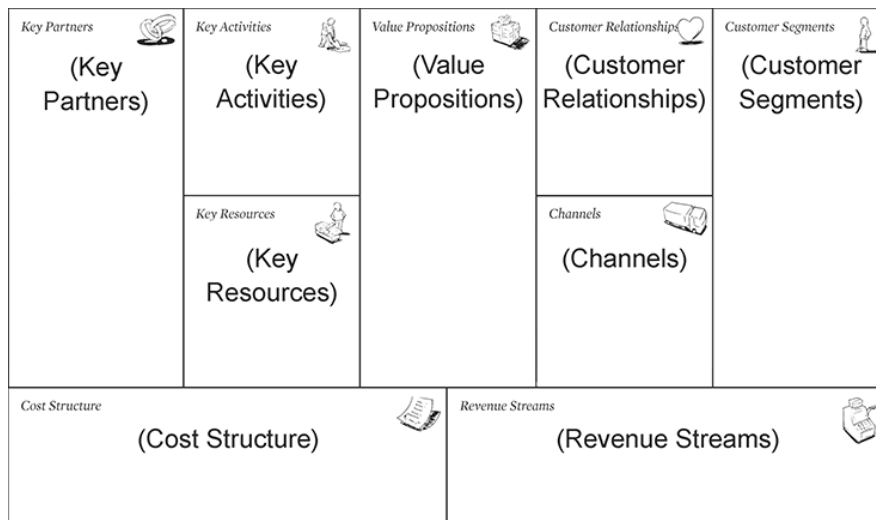 Key Partners
(Key
Partners)
Key Activities
(Key
Activities)
Key Resources
(Key
Resources)
Value Propositions
(Value
Propositions)
Customer Relationships
(Customer
Relationships)
Channels
(Channels)
Customer Segments
(Customer
Segments)
Cost Structure
(Cost Structure)
Revenue Streams
(Revenue Streams)